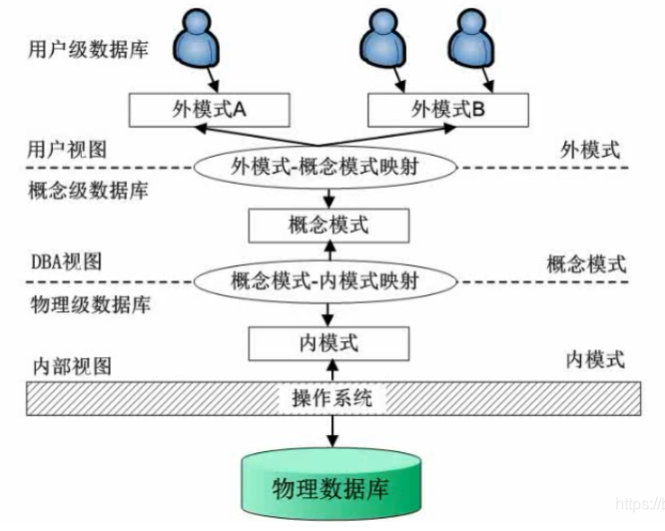 用户级数据库
外模式A
外模式B
用户视图
外模式-概念模式映射
外模式
概念级数据库
概念模式
DBA视图
概念模式-内模式映射
概念模式
物理级数据库
内模式
内部视图
内模式
操作系统
物理数据库
https://